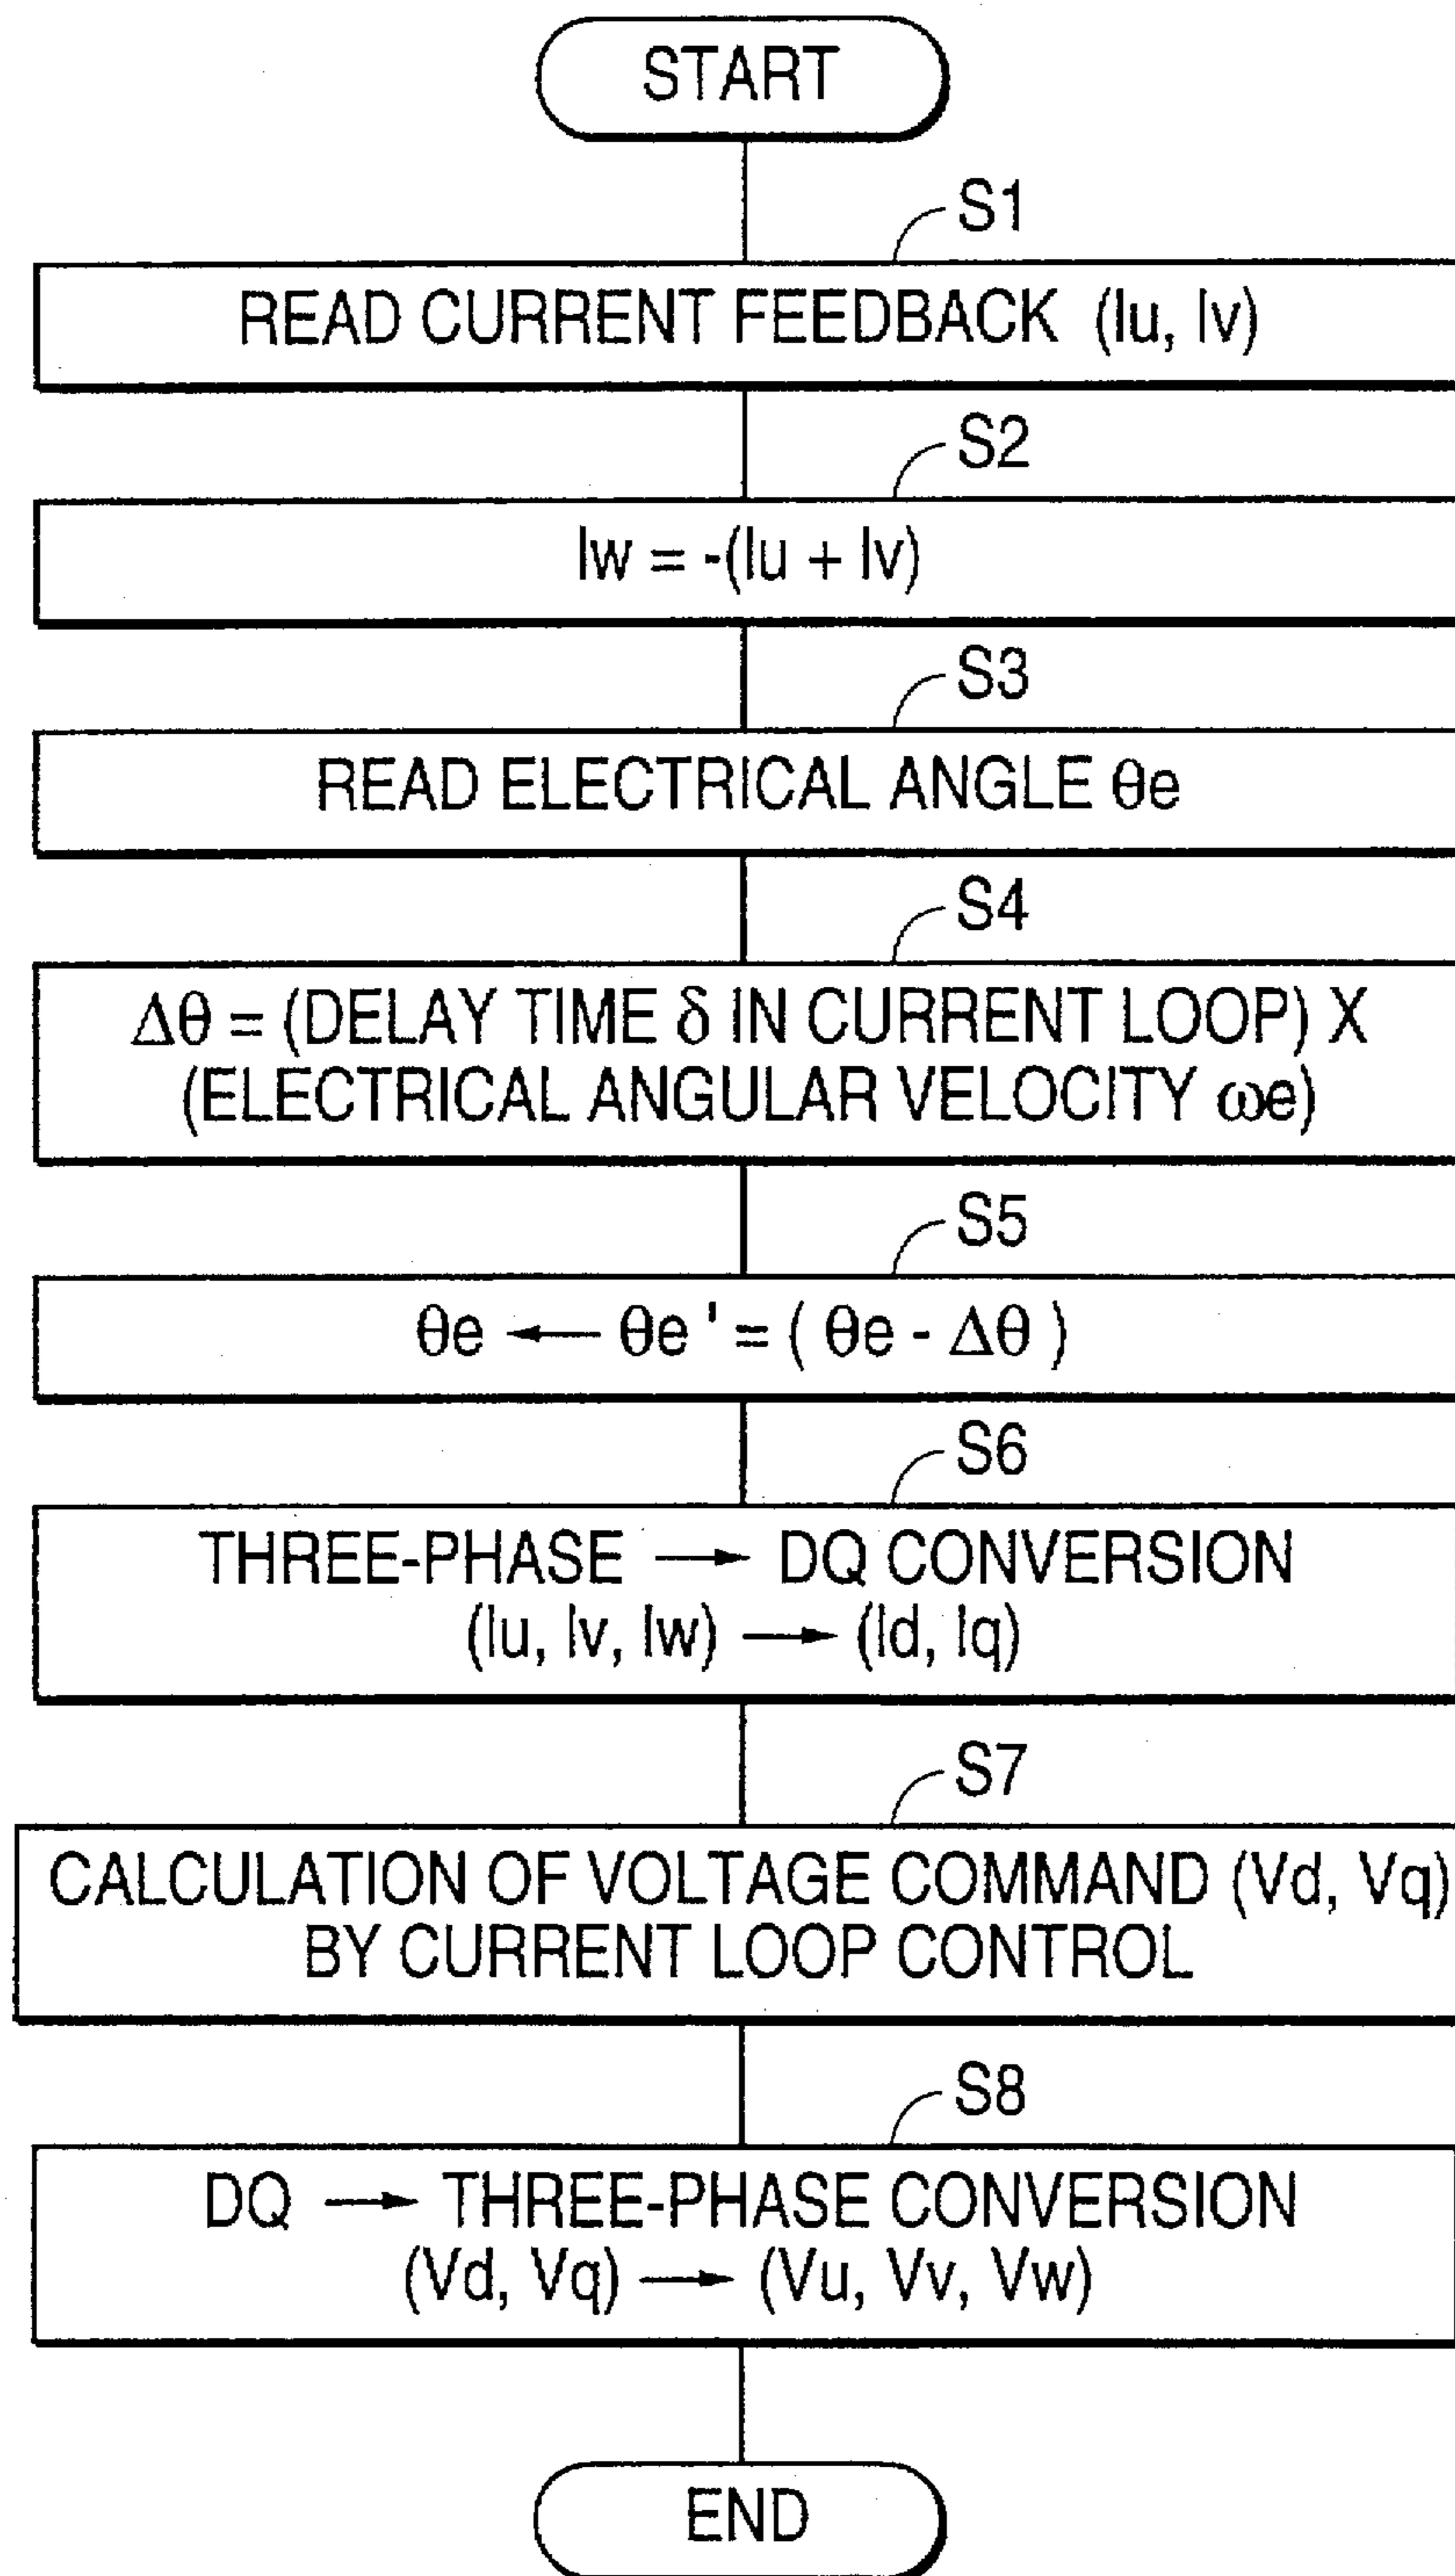 START
S1
READ CURRENT FEEDBACK (Iu, Iv)
S2
Iw = -(Iu + Iv)
S3
READ ELECTRICAL ANGLE θe
S4
Δθ = (DELAY TIME δ IN CURRENT LOOP) X
(ELECTRICAL ANGULAR VELOCITY ωe)
S5
θe ← θe ' = ( θe - Δθ )
S6
THREE-PHASE → DQ CONVERSION
(Iu, Iv, Iw) → (Id, Iq)
S7
CALCULATION OF VOLTAGE COMMAND (Vd, Vq)
BY CURRENT LOOP CONTROL
S8
DQ → THREE-PHASE CONVERSION
(Vd, Vq) → (Vu, Vv, Vw)
END